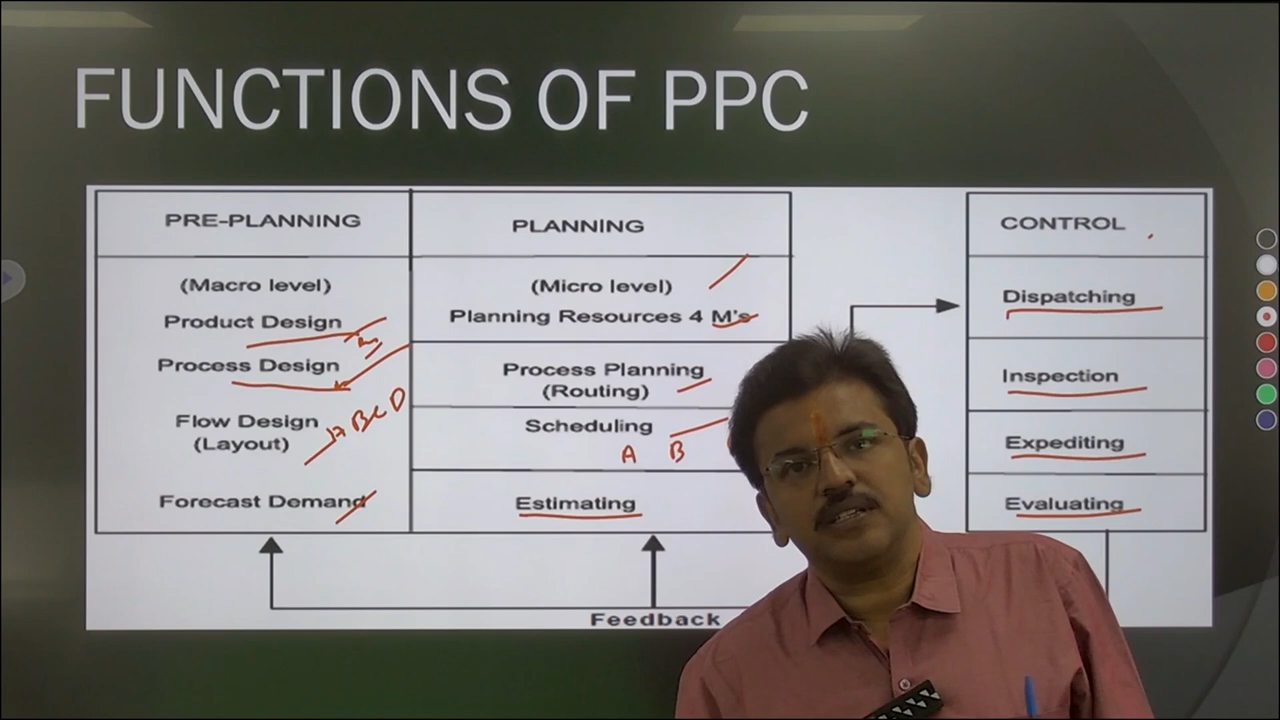 FUNCTIONS OF PPC
PRE-PLANNING
(Macro level)
Product Design
Process Design
Flow Design
(Layout)
B C D
Forecast Demand
PLANNING
(Micro level)
Planning Resources 4 M's
Process Planning
(Routing)
Scheduling
A B
Estimating
CONTROL
Dispatching
Inspection
Expediting
Evaluating
Feedback